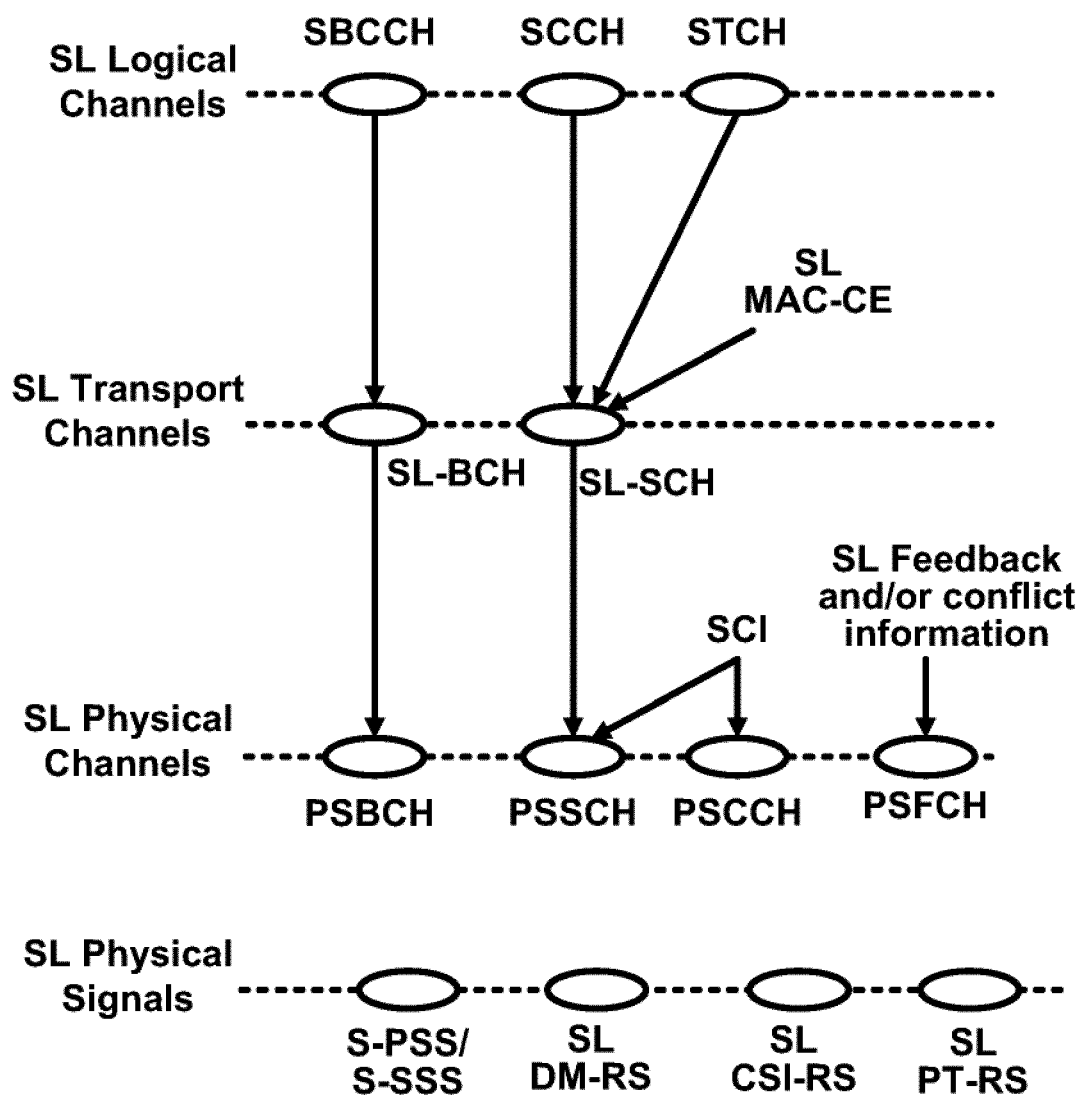 SBCCH SCCH STCH
SL Logical
Channels
SL
MAC-CE
SL Transport
Channels
SL-BCH SL-SCH
SL Feedback
and/or conflict
information
SCI
SL Physical
Channels
PSBCH PSSCH PSCCH PSFCH
SL Physical
Signals
S-PSS/
S-SSS
SL
DM-RS
SL
CSI-RS
SL
PT-RS